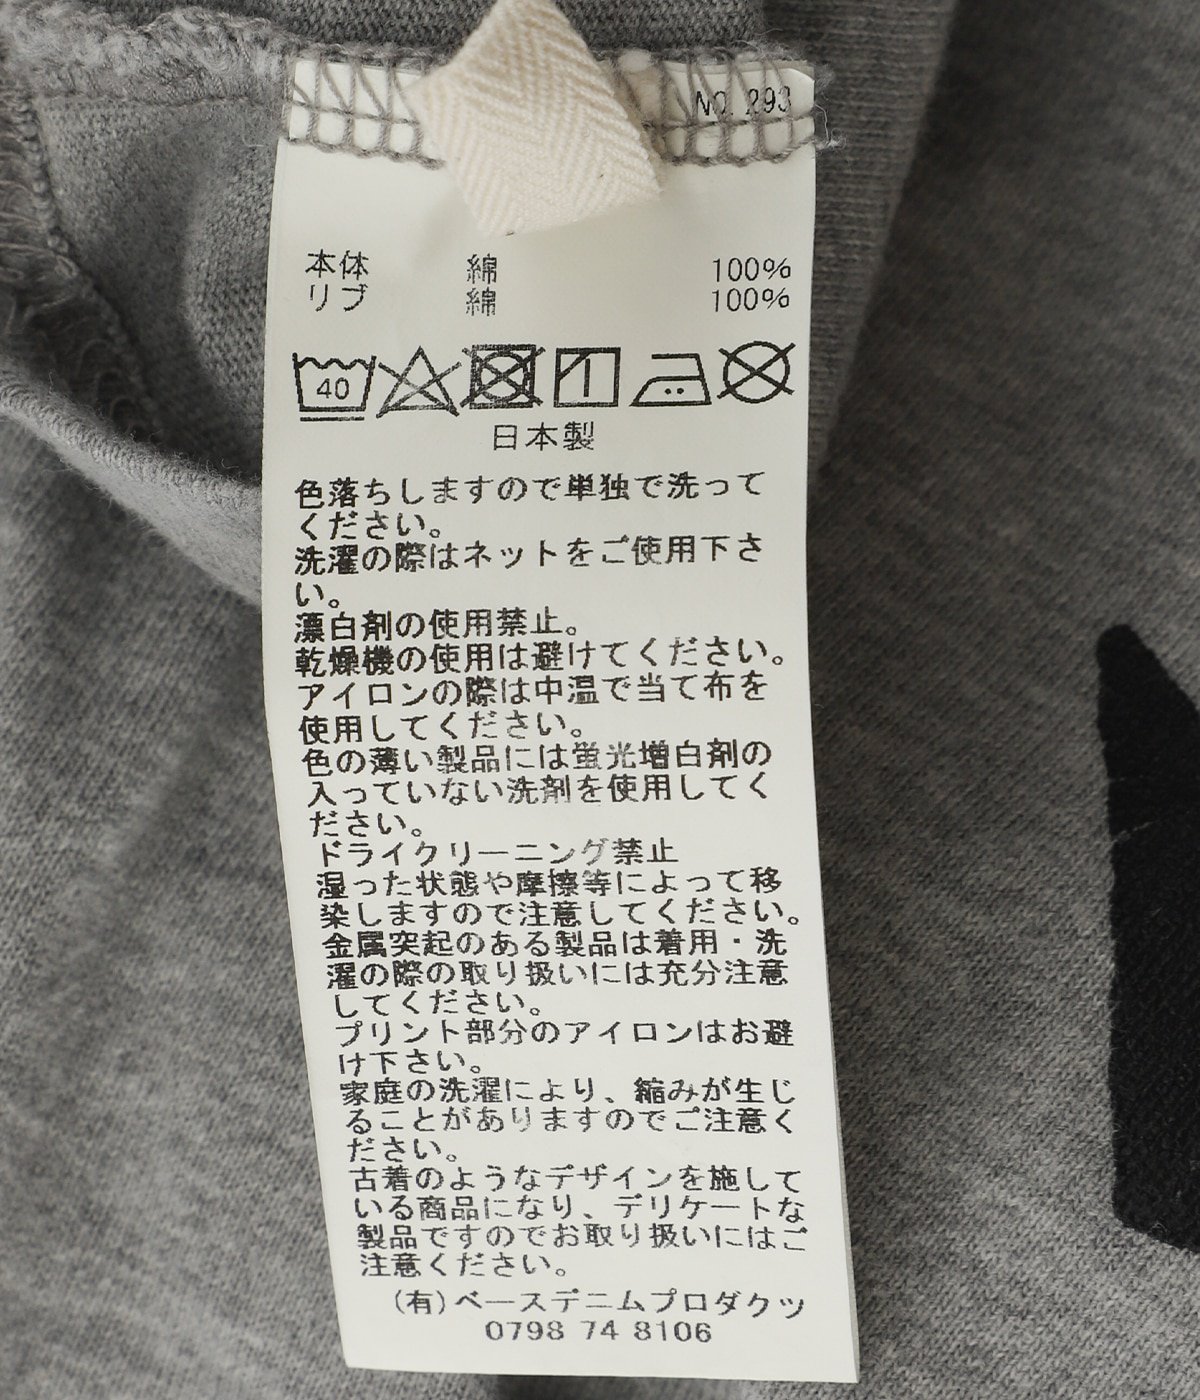 NO. 293
本体 綿 100%
リブ 綿 100%
40
日本製
色落ちしますので単独で洗って
ください。
洗濯の際はネットをご使用下さ
い。
漂白剤の使用禁止。
乾燥機の使用は避けてください。
アイロンの際は中温で当て布を
使用してください。
色の薄い製品には蛍光増白剤の
入っていない洗剤を使用してく
ださい。
ドライクリーニング禁止
湿った状態や摩擦等によって移
染しますので注意してください。
金属突起のある製品は着用・洗
濯の際の取り扱いには充分注意
してください。
プリント部分のアイロンはお避
け下さい。
家庭の洗濯により、縮みが生じ
ることがありますのでご注意く
ださい。
古着のようなデザインを施して
いる商品になり、デリケートな
製品ですのでお取り扱いにはご
注意ください。
(有)ベースデニムプロダクツ
0798 74 8106